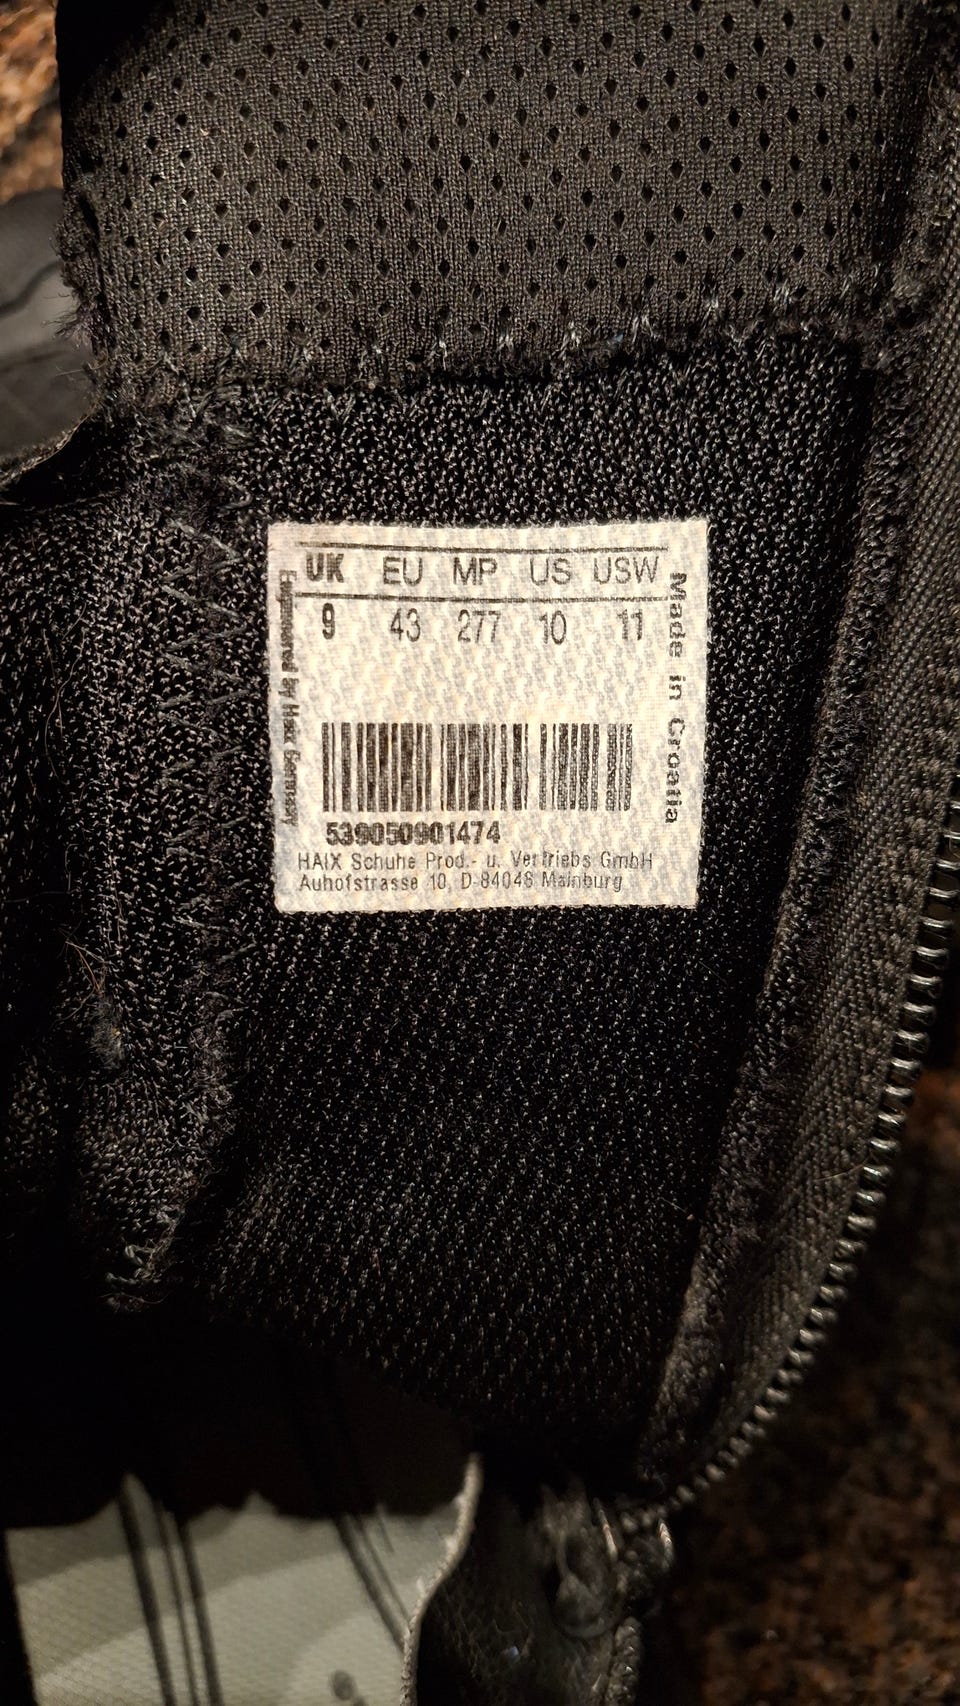 UK EU MP US USW
9 43 277 10 11
Engineered by Haix Germany
Made in Croatia
539050901474
HAIX Schuhe Prod.- u. Vertriebs GmbH
Auhofstrasse 10, D-84048 Mainburg